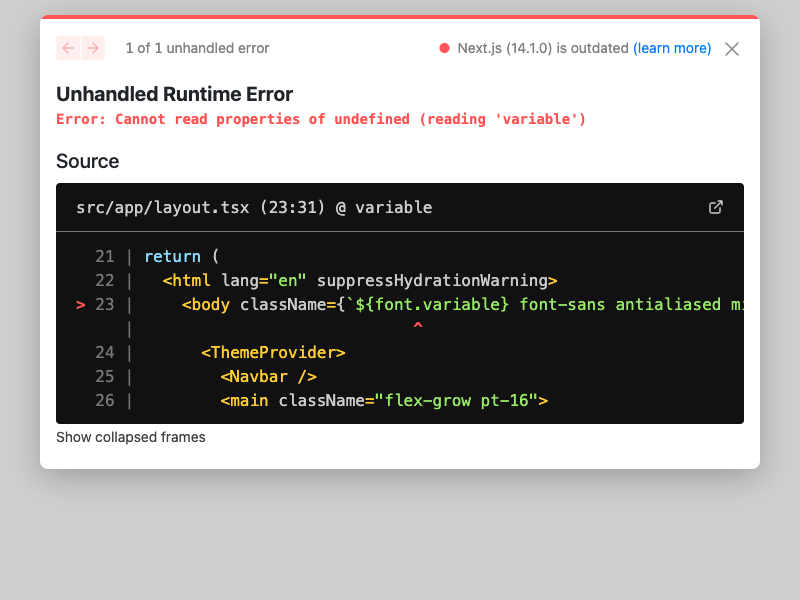 1 of 1 unhandled error
Next.js (14.1.0) is outdated (learn more)
Unhandled Runtime Error
Error: Cannot read properties of undefined (reading 'variable')
Source
src/app/layout.tsx (23:31) @ variable
21 | return (
22 |   <html lang="en" suppressHydrationWarning>
> 23 |     <body className={`${font.variable} font-sans antialiased
|                             ^
24 |       <ThemeProvider>
25 |         <Navbar />
26 |         <main className="flex-grow pt-16">
Show collapsed frames